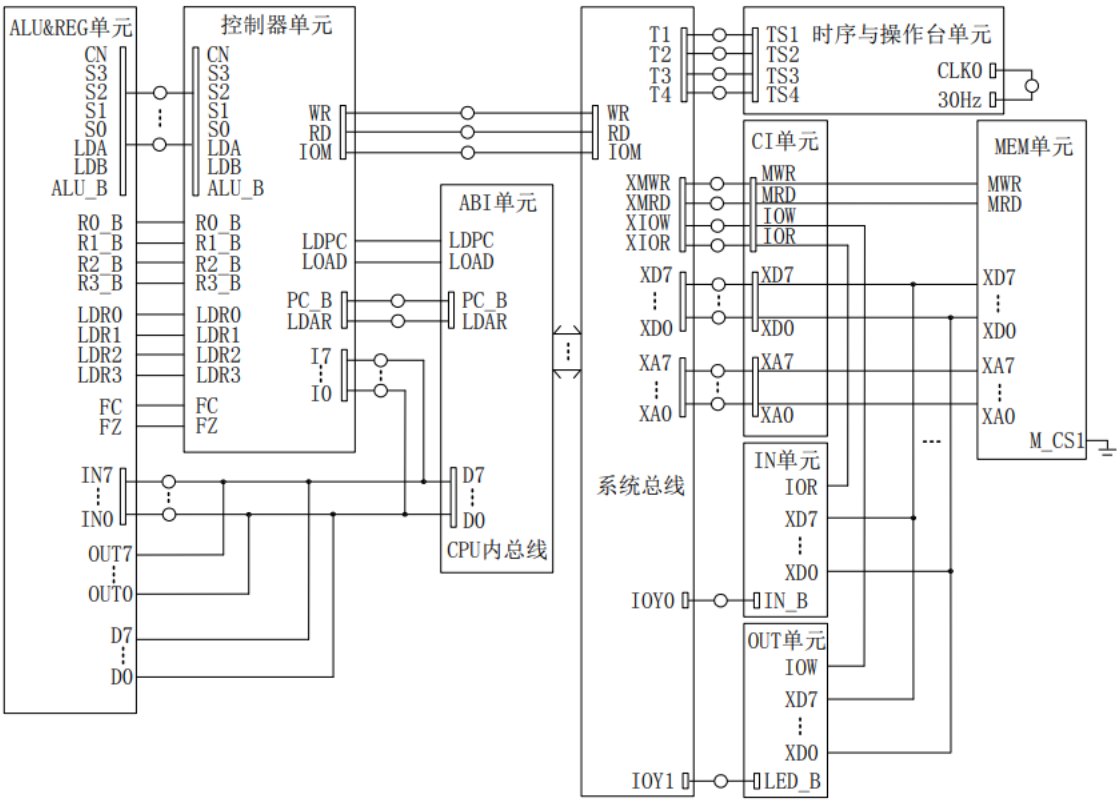 ALU&REG单元
CN
S3
S2
S1
S0
LDA
LDB
ALU_B
R0_B
R1_B
R2_B
R3_B
LDR0
LDR1
LDR2
LDR3
FC
FZ
IN7
IN0
OUT7
OUT0
D7
D0
控制器单元
CN
S3
S2
S1
S0
LDA
LDB
ALU_B
R0_B
R1_B
R2_B
R3_B
LDR0
LDR1
LDR2
LDR3
FC
FZ
WR
RD
IOM
LDPC
LOAD
PC_B
LDAR
I7
I0
ABI单元
LDPC
LOAD
PC_B
LDAR
D7
D0
CPU内总线
T1
T2
T3
T4
WR
RD
IOM
XMWR
XMRD
XIOW
XIOR
XD7
XD0
XA7
XA0
系统总线
IOY0
IOY1
TS1
TS2
TS3
TS4
时序与操作台单元
CLK0
30Hz
CI单元
MWR
MRD
IOW
IOR
XD7
XD0
XA7
XA0
MEM单元
MWR
MRD
XD7
XD0
XA7
XA0
M_CS1
IN单元
IOR
XD7
XD0
IN_B
OUT单元
IOW
XD7
XD0
LED_B